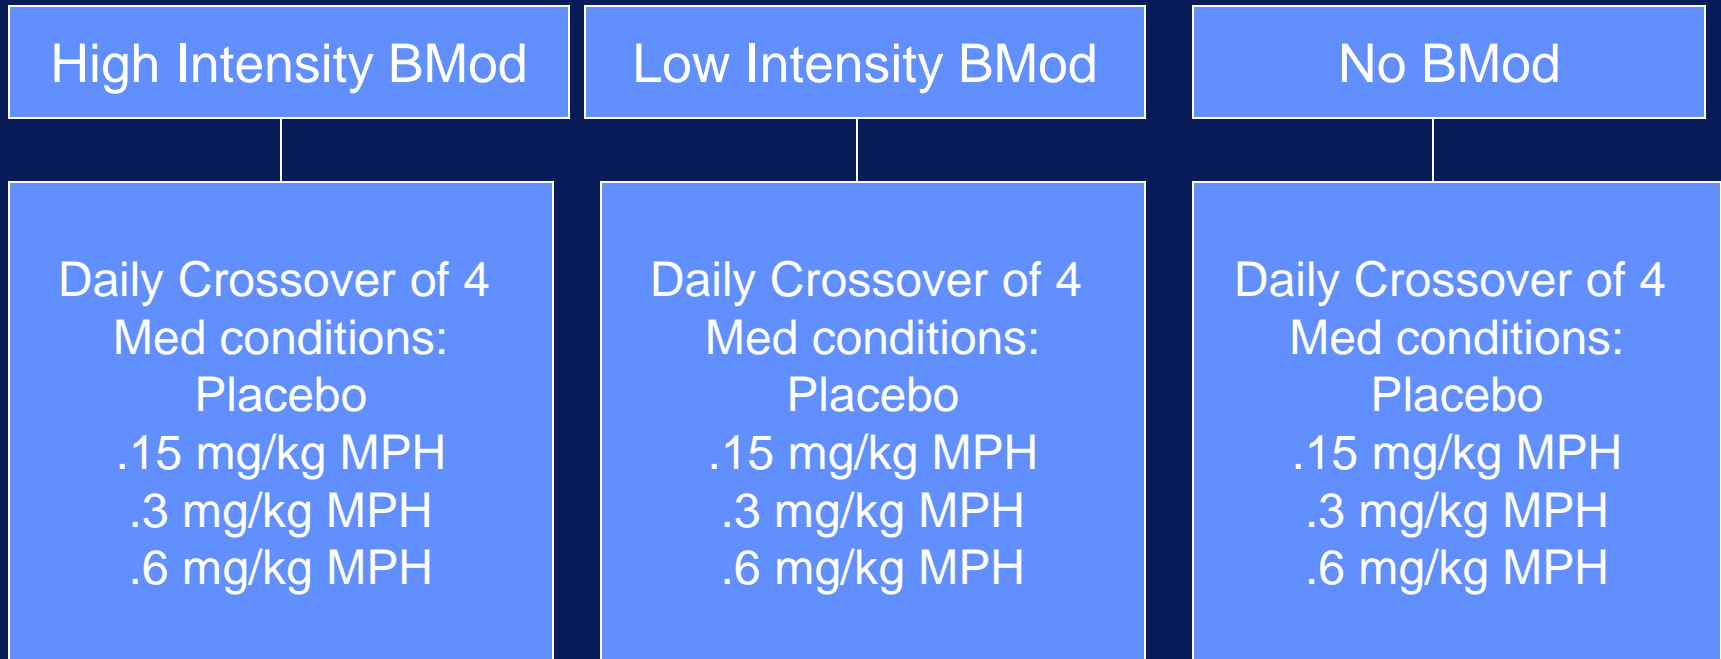 High Intensity BMod
Low Intensity BMod
No BMod
Daily Crossover of 4
Med conditions:
Placebo
.15 mg/kg MPH
.3 mg/kg MPH
.6 mg/kg MPH
Daily Crossover of 4
Med conditions:
Placebo
.15 mg/kg MPH
.3 mg/kg MPH
.6 mg/kg MPH
Daily Crossover of 4
Med conditions:
Placebo
.15 mg/kg MPH
.3 mg/kg MPH
.6 mg/kg MPH